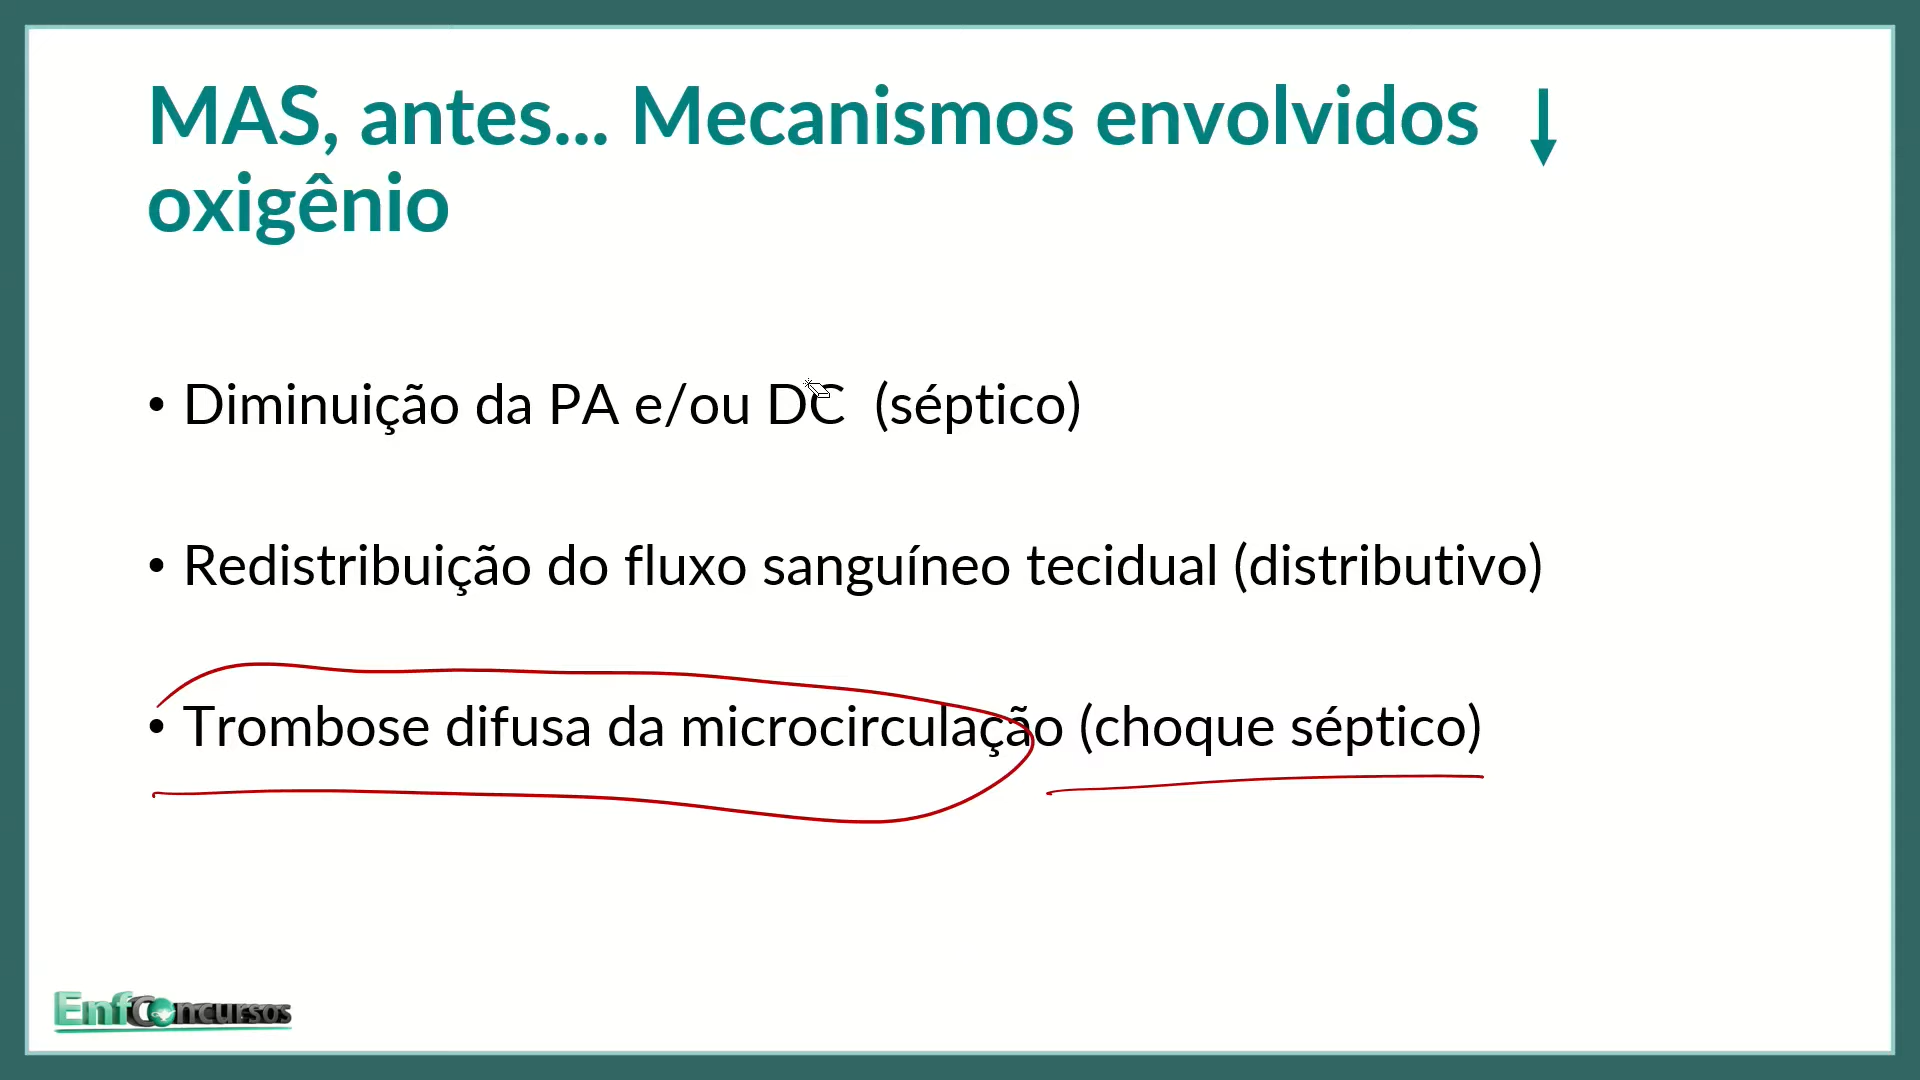 MAS, antes... Mecanismos envolvidos ↓
oxigênio
• Diminuição da PA e/ou DC (séptico)
• Redistribuição do fluxo sanguíneo tecidual (distributivo)
• Trombose difusa da microcirculação (choque séptico)
EnfConcursos